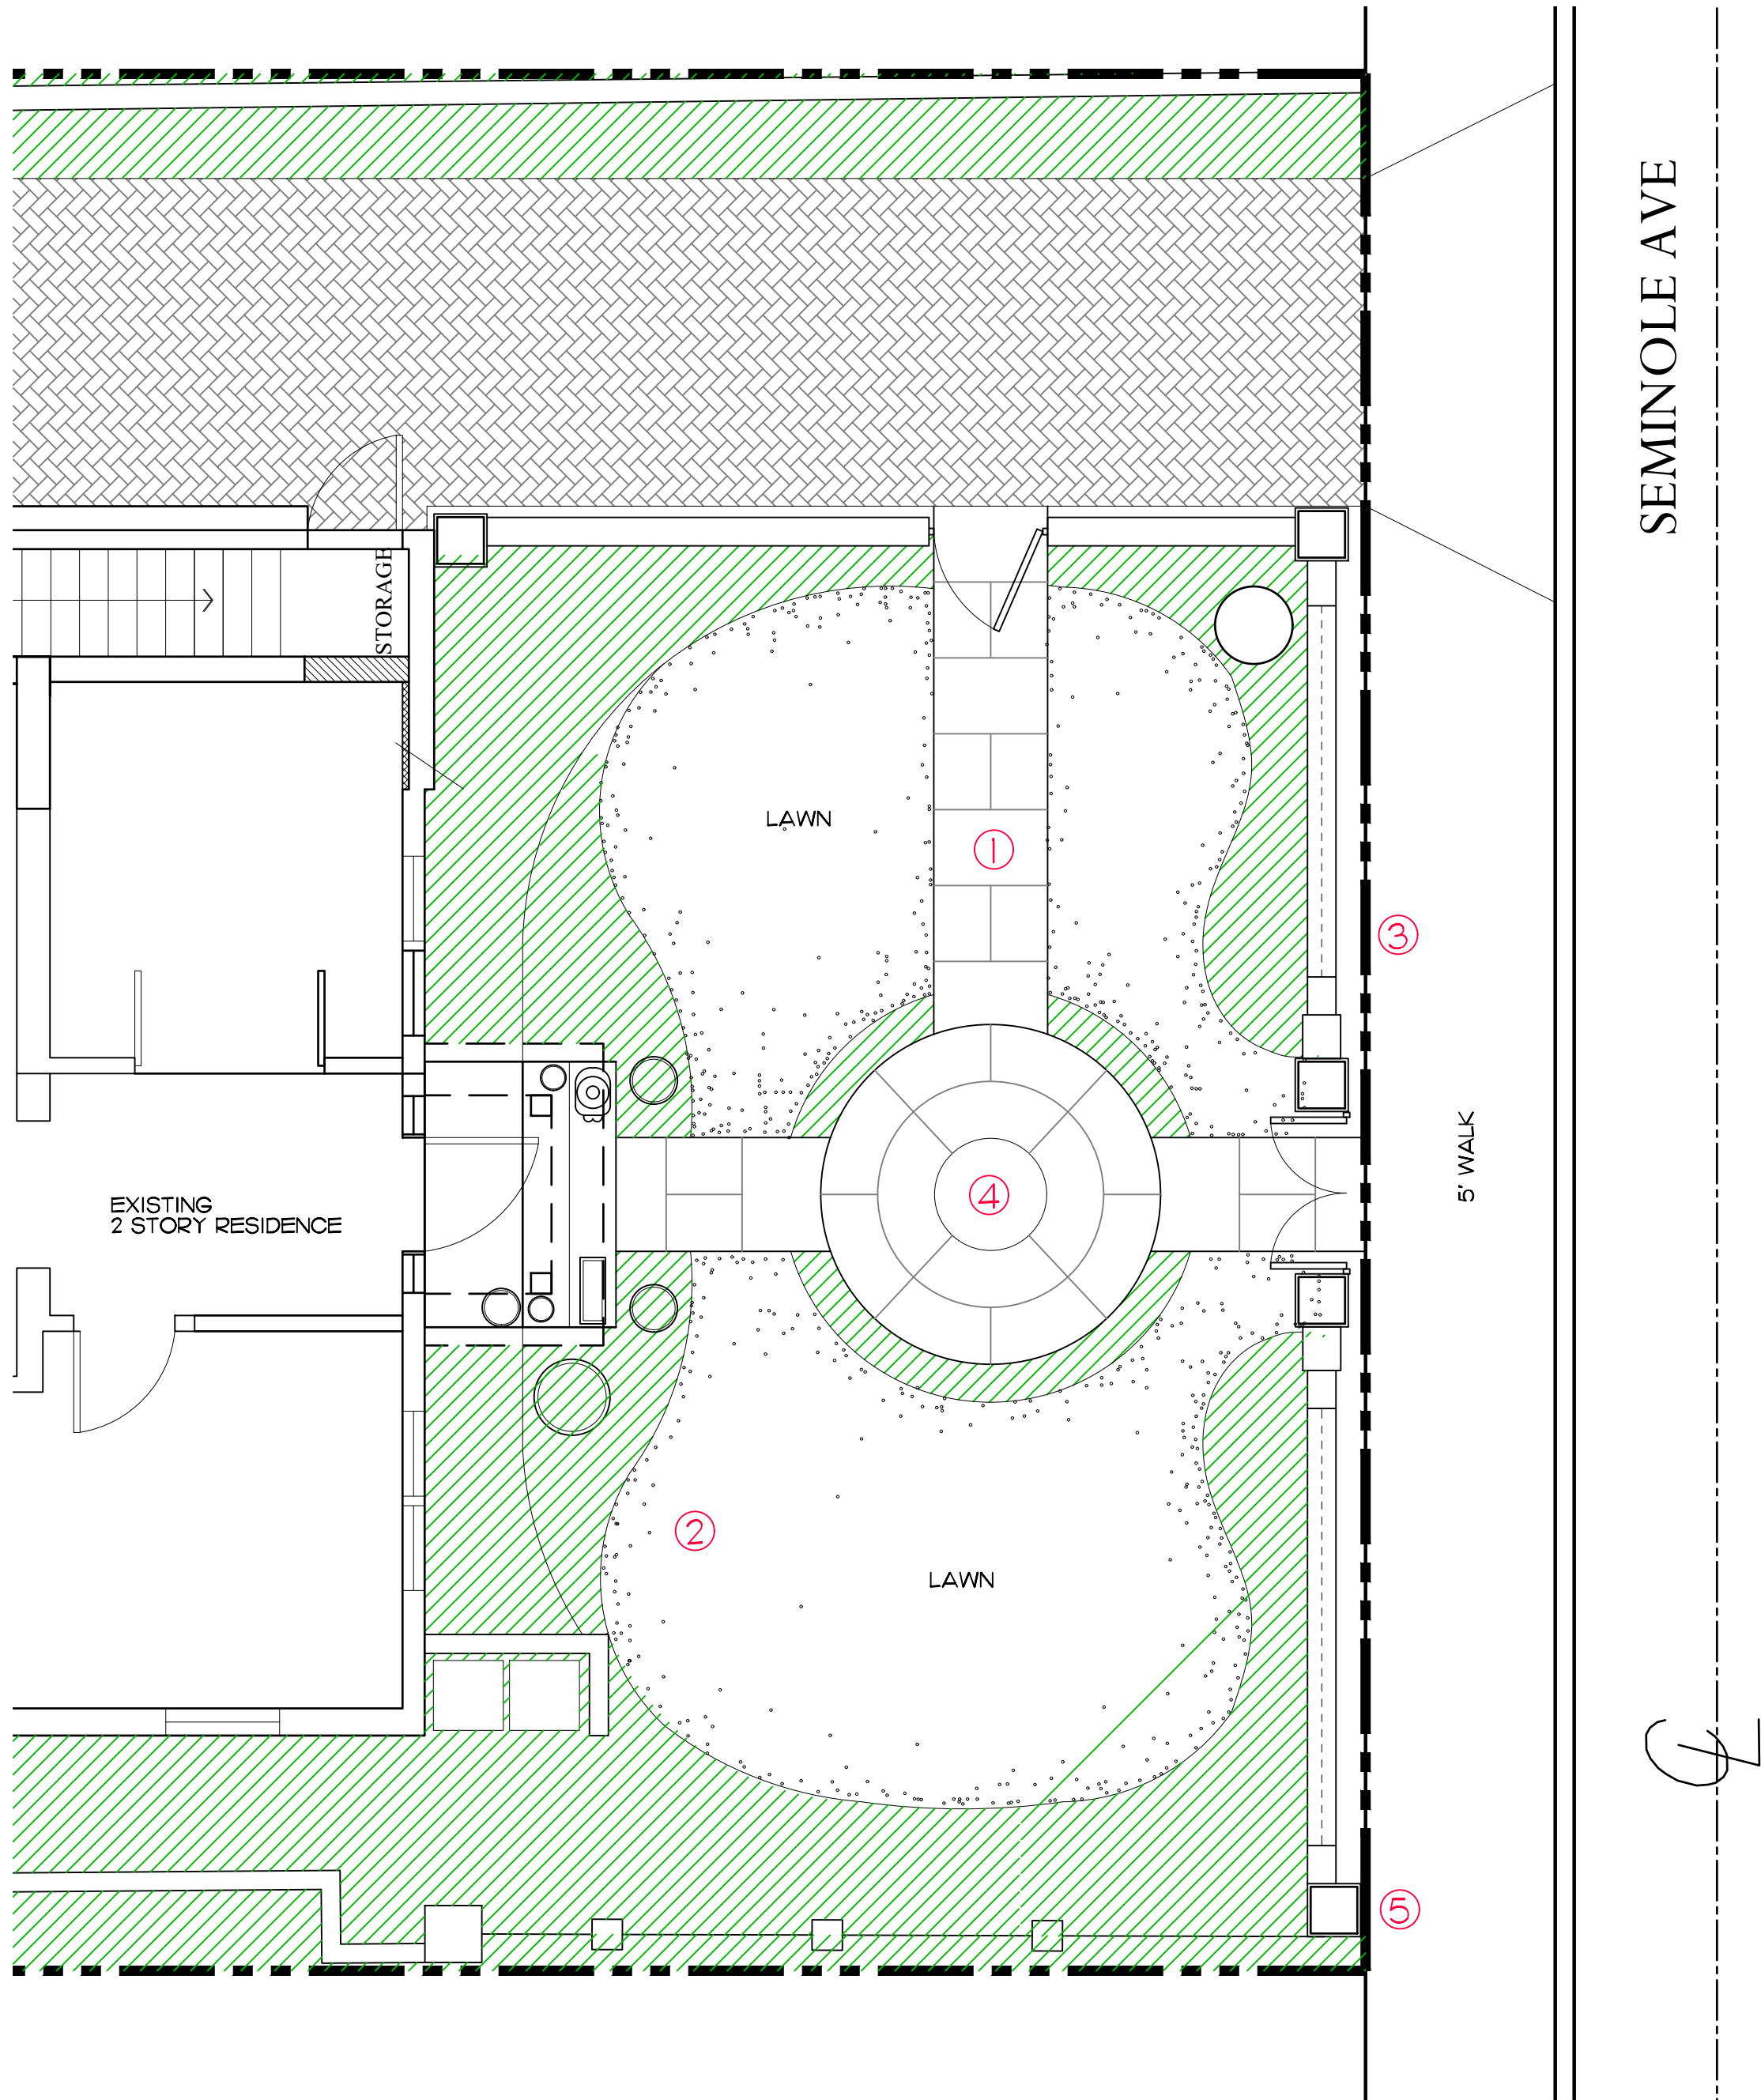 SEMINOLE AVE
STORAGE
LAWN
1
3
5' WALK
4
EXISTING
2 STORY RESIDENCE
2
LAWN
5